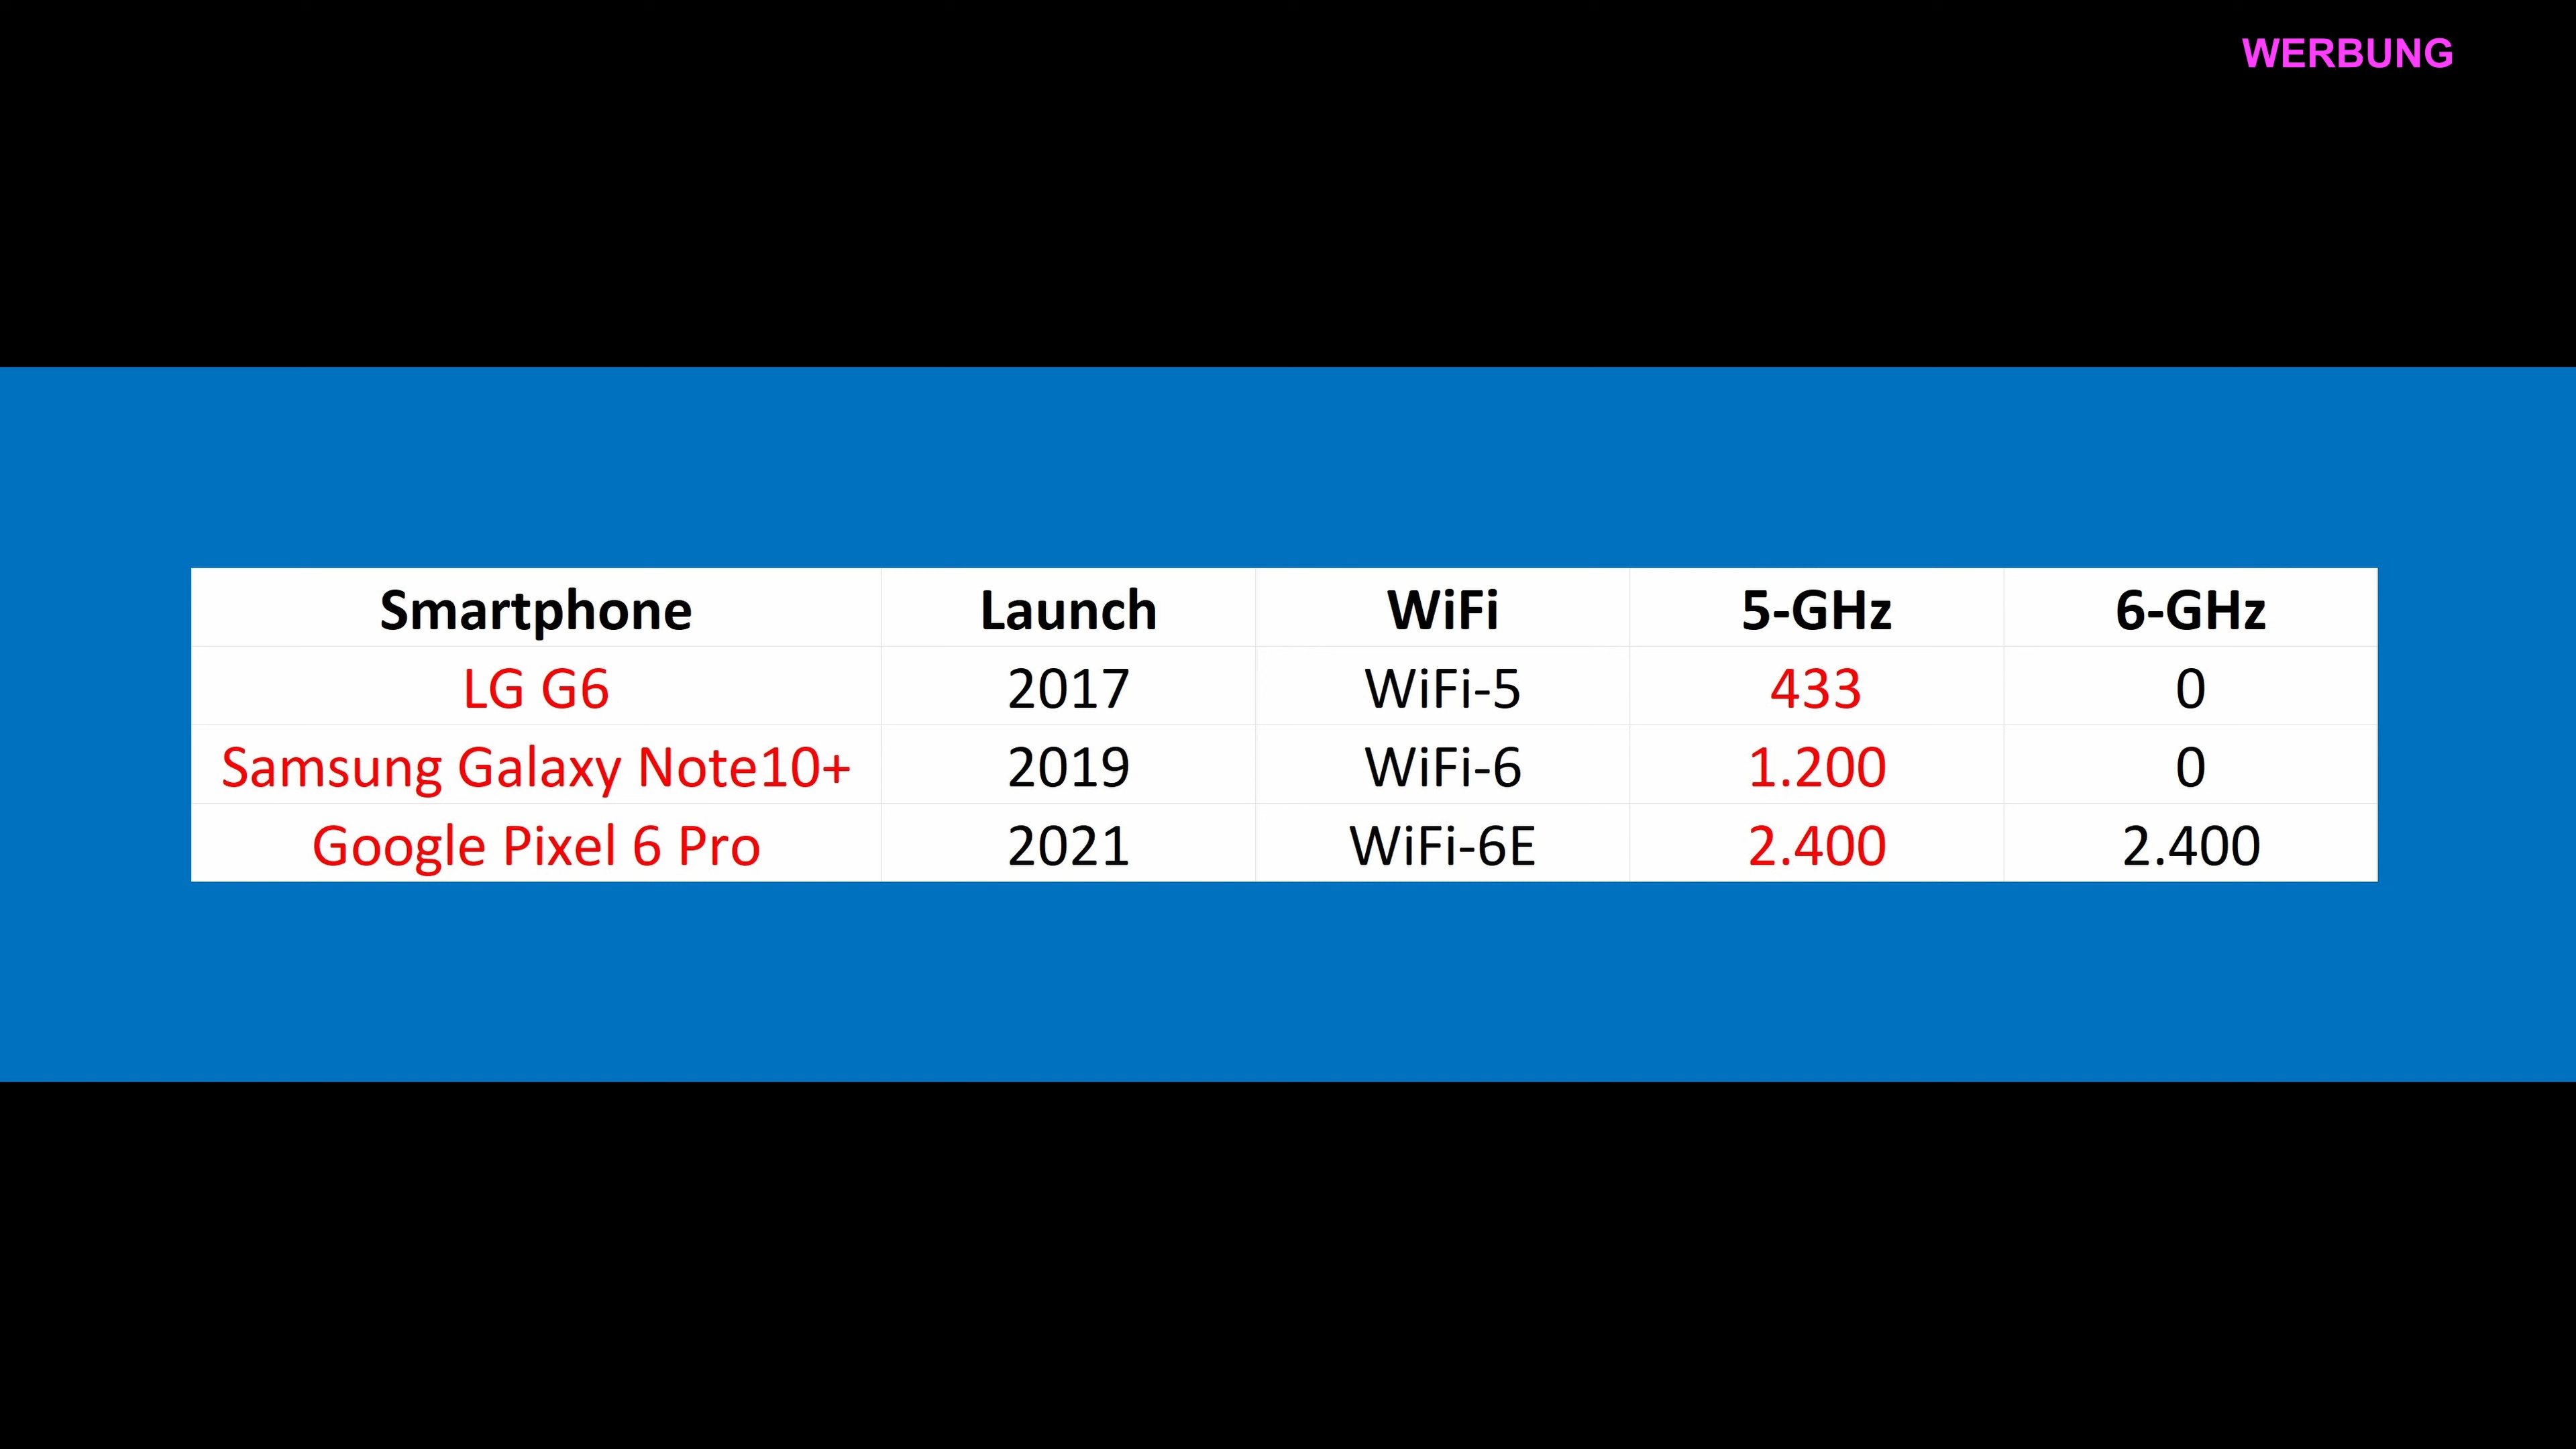 WERBUNG
Smartphone Launch WiFi 5-GHz 6-GHz
LG G6 2017 WiFi-5 433 0
Samsung Galaxy Note10+ 2019 WiFi-6 1.200 0
Google Pixel 6 Pro 2021 WiFi-6E 2.400 2.400